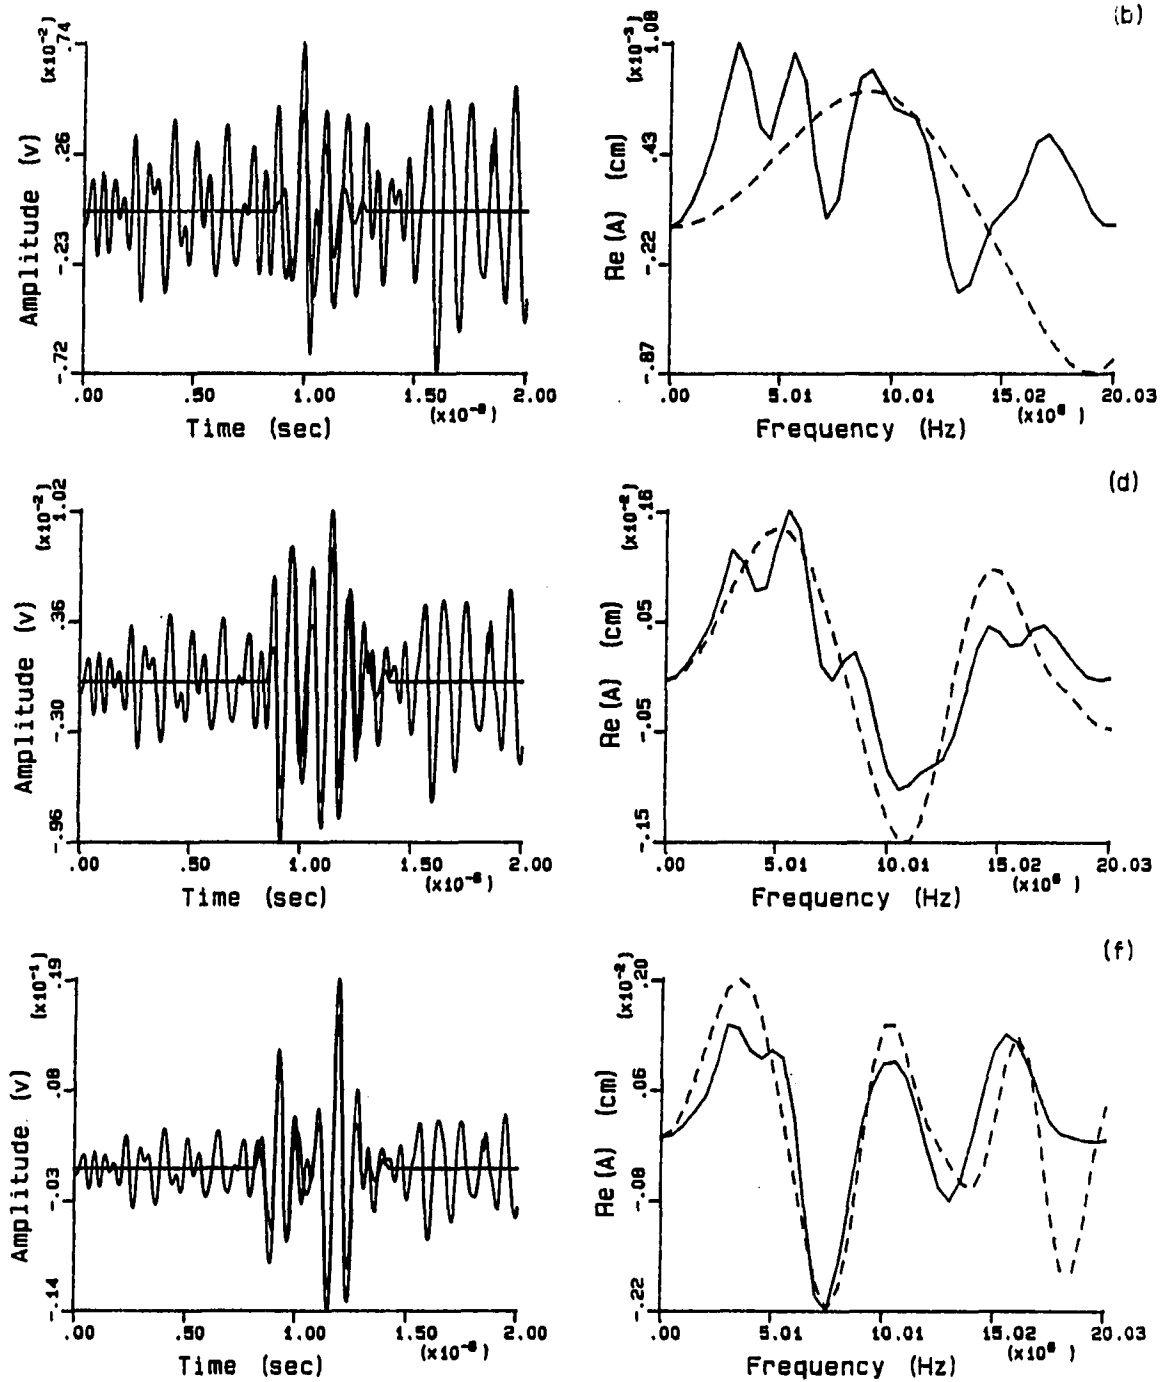 (b)
(x10⁻²)
.74
.26
-.23
-.72
Amplitude (v)
.00 .50 1.00 1.50 2.00
(x10⁻⁶)
Time (sec)
(x10⁻³)
1.08
.43
-.22
-.87
Re(A) (cm)
.00 5.01 10.01 15.02 20.03
(x10⁶ )
Frequency (Hz)
(d)
(x10⁻²)
1.02
.36
-.30
-.96
Amplitude (v)
.00 .50 1.00 1.50 2.00
(x10⁻⁶)
Time (sec)
(x10⁻²)
.16
.05
-.05
-.15
Re(A) (cm)
.00 5.01 10.01 15.02 20.03
(x10⁶ )
Frequency (Hz)
(f)
(x10⁻¹)
.19
.08
-.03
-.14
Amplitude (v)
.00 .50 1.00 1.50 2.00
(x10⁻⁶)
Time (sec)
(x10⁻²)
.20
.06
-.08
-.22
Re(A) (cm)
.00 5.01 10.01 15.02 20.03
(x10⁶ )
Frequency (Hz)